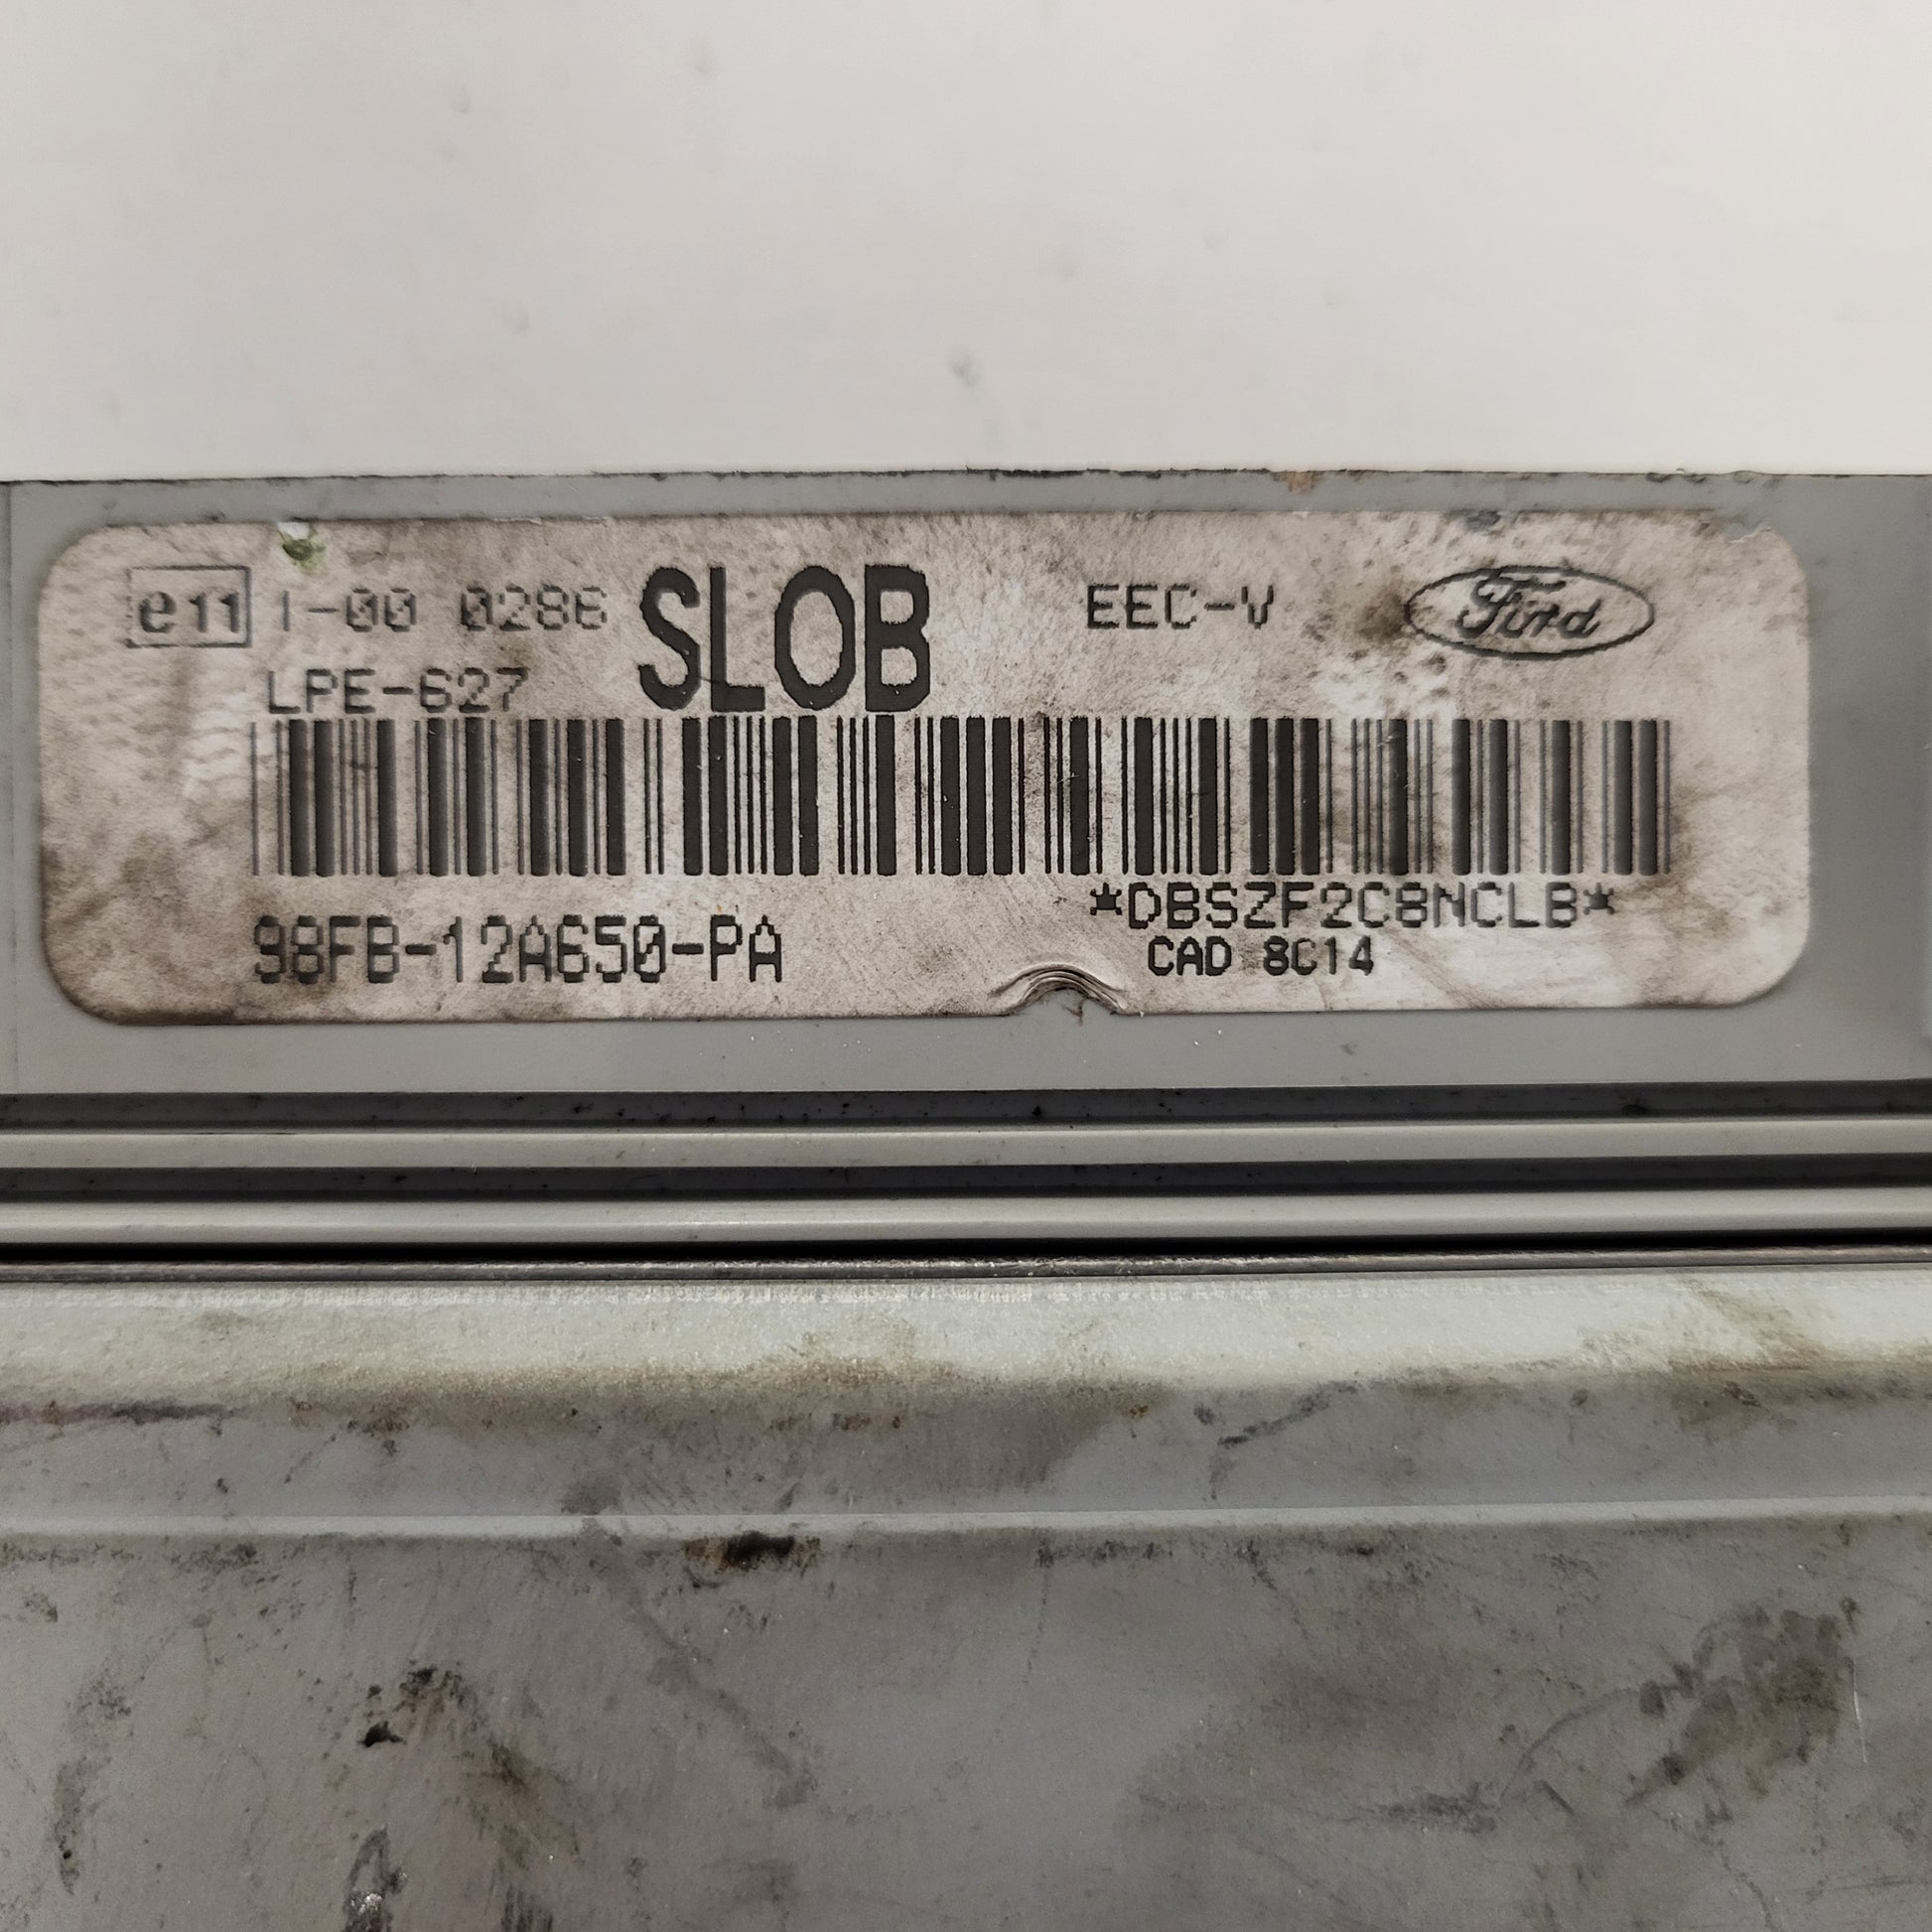 e11 1-00 0286 SLOB EEC-V Ford
LPE-627
*DBSZF2C8NCLB*
98FB-12A650-PA CAD 8C14